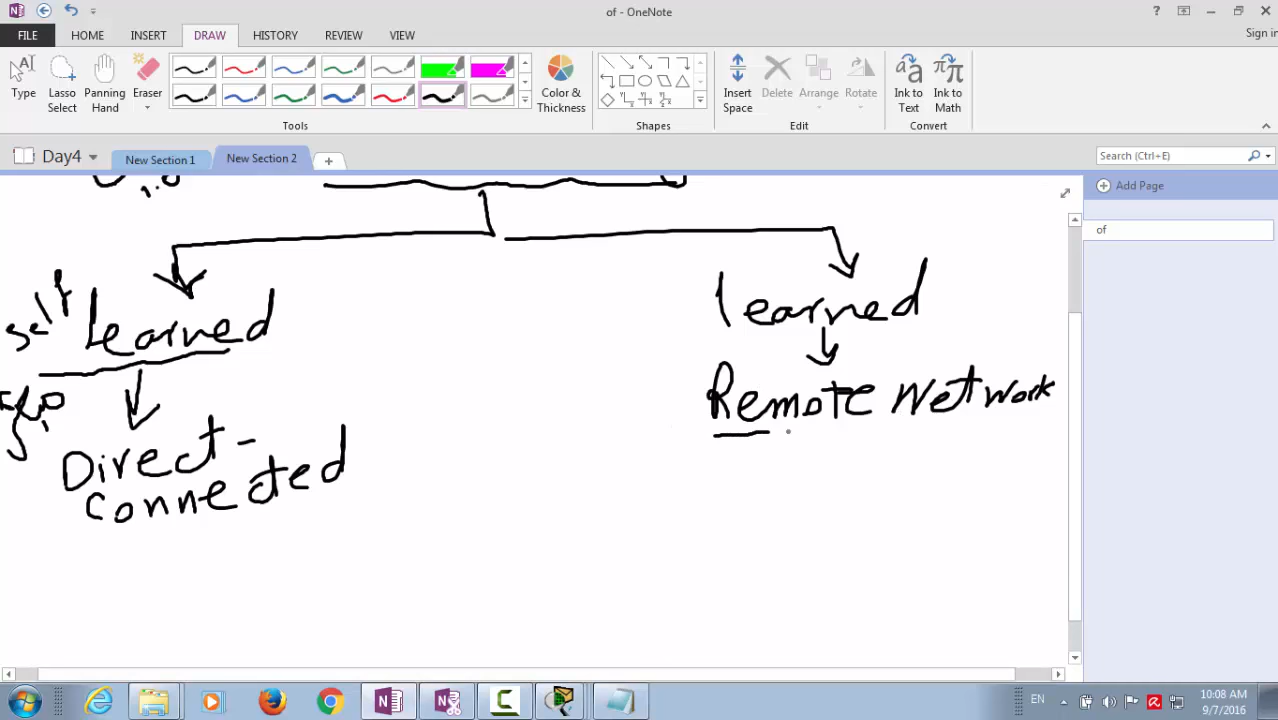 of - OneNote
?
Sign in
FILE HOME INSERT DRAW HISTORY REVIEW VIEW
Type
Lasso Select
Panning Hand
Eraser
Color & Thickness
Insert Space
Delete
Arrange
Rotate
Ink to Text
Ink to Math
Tools
Shapes
Edit
Convert
Day4
New Section 1
New Section 2
Search (Ctrl+E)
Add Page
of
self Learned
Direct -
connected
learned
Remote Network
EN
10:08 AM
9/7/2016